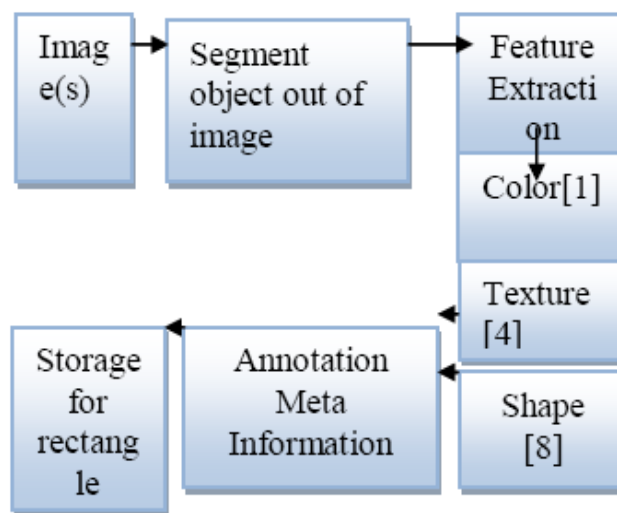 Imag
e(s)
Segment
object out of
image
Feature
Extracti
on
Color[1]
Texture
[4]
Shape
[8]
Annotation
Meta
Information
Storage
for
rectang
le